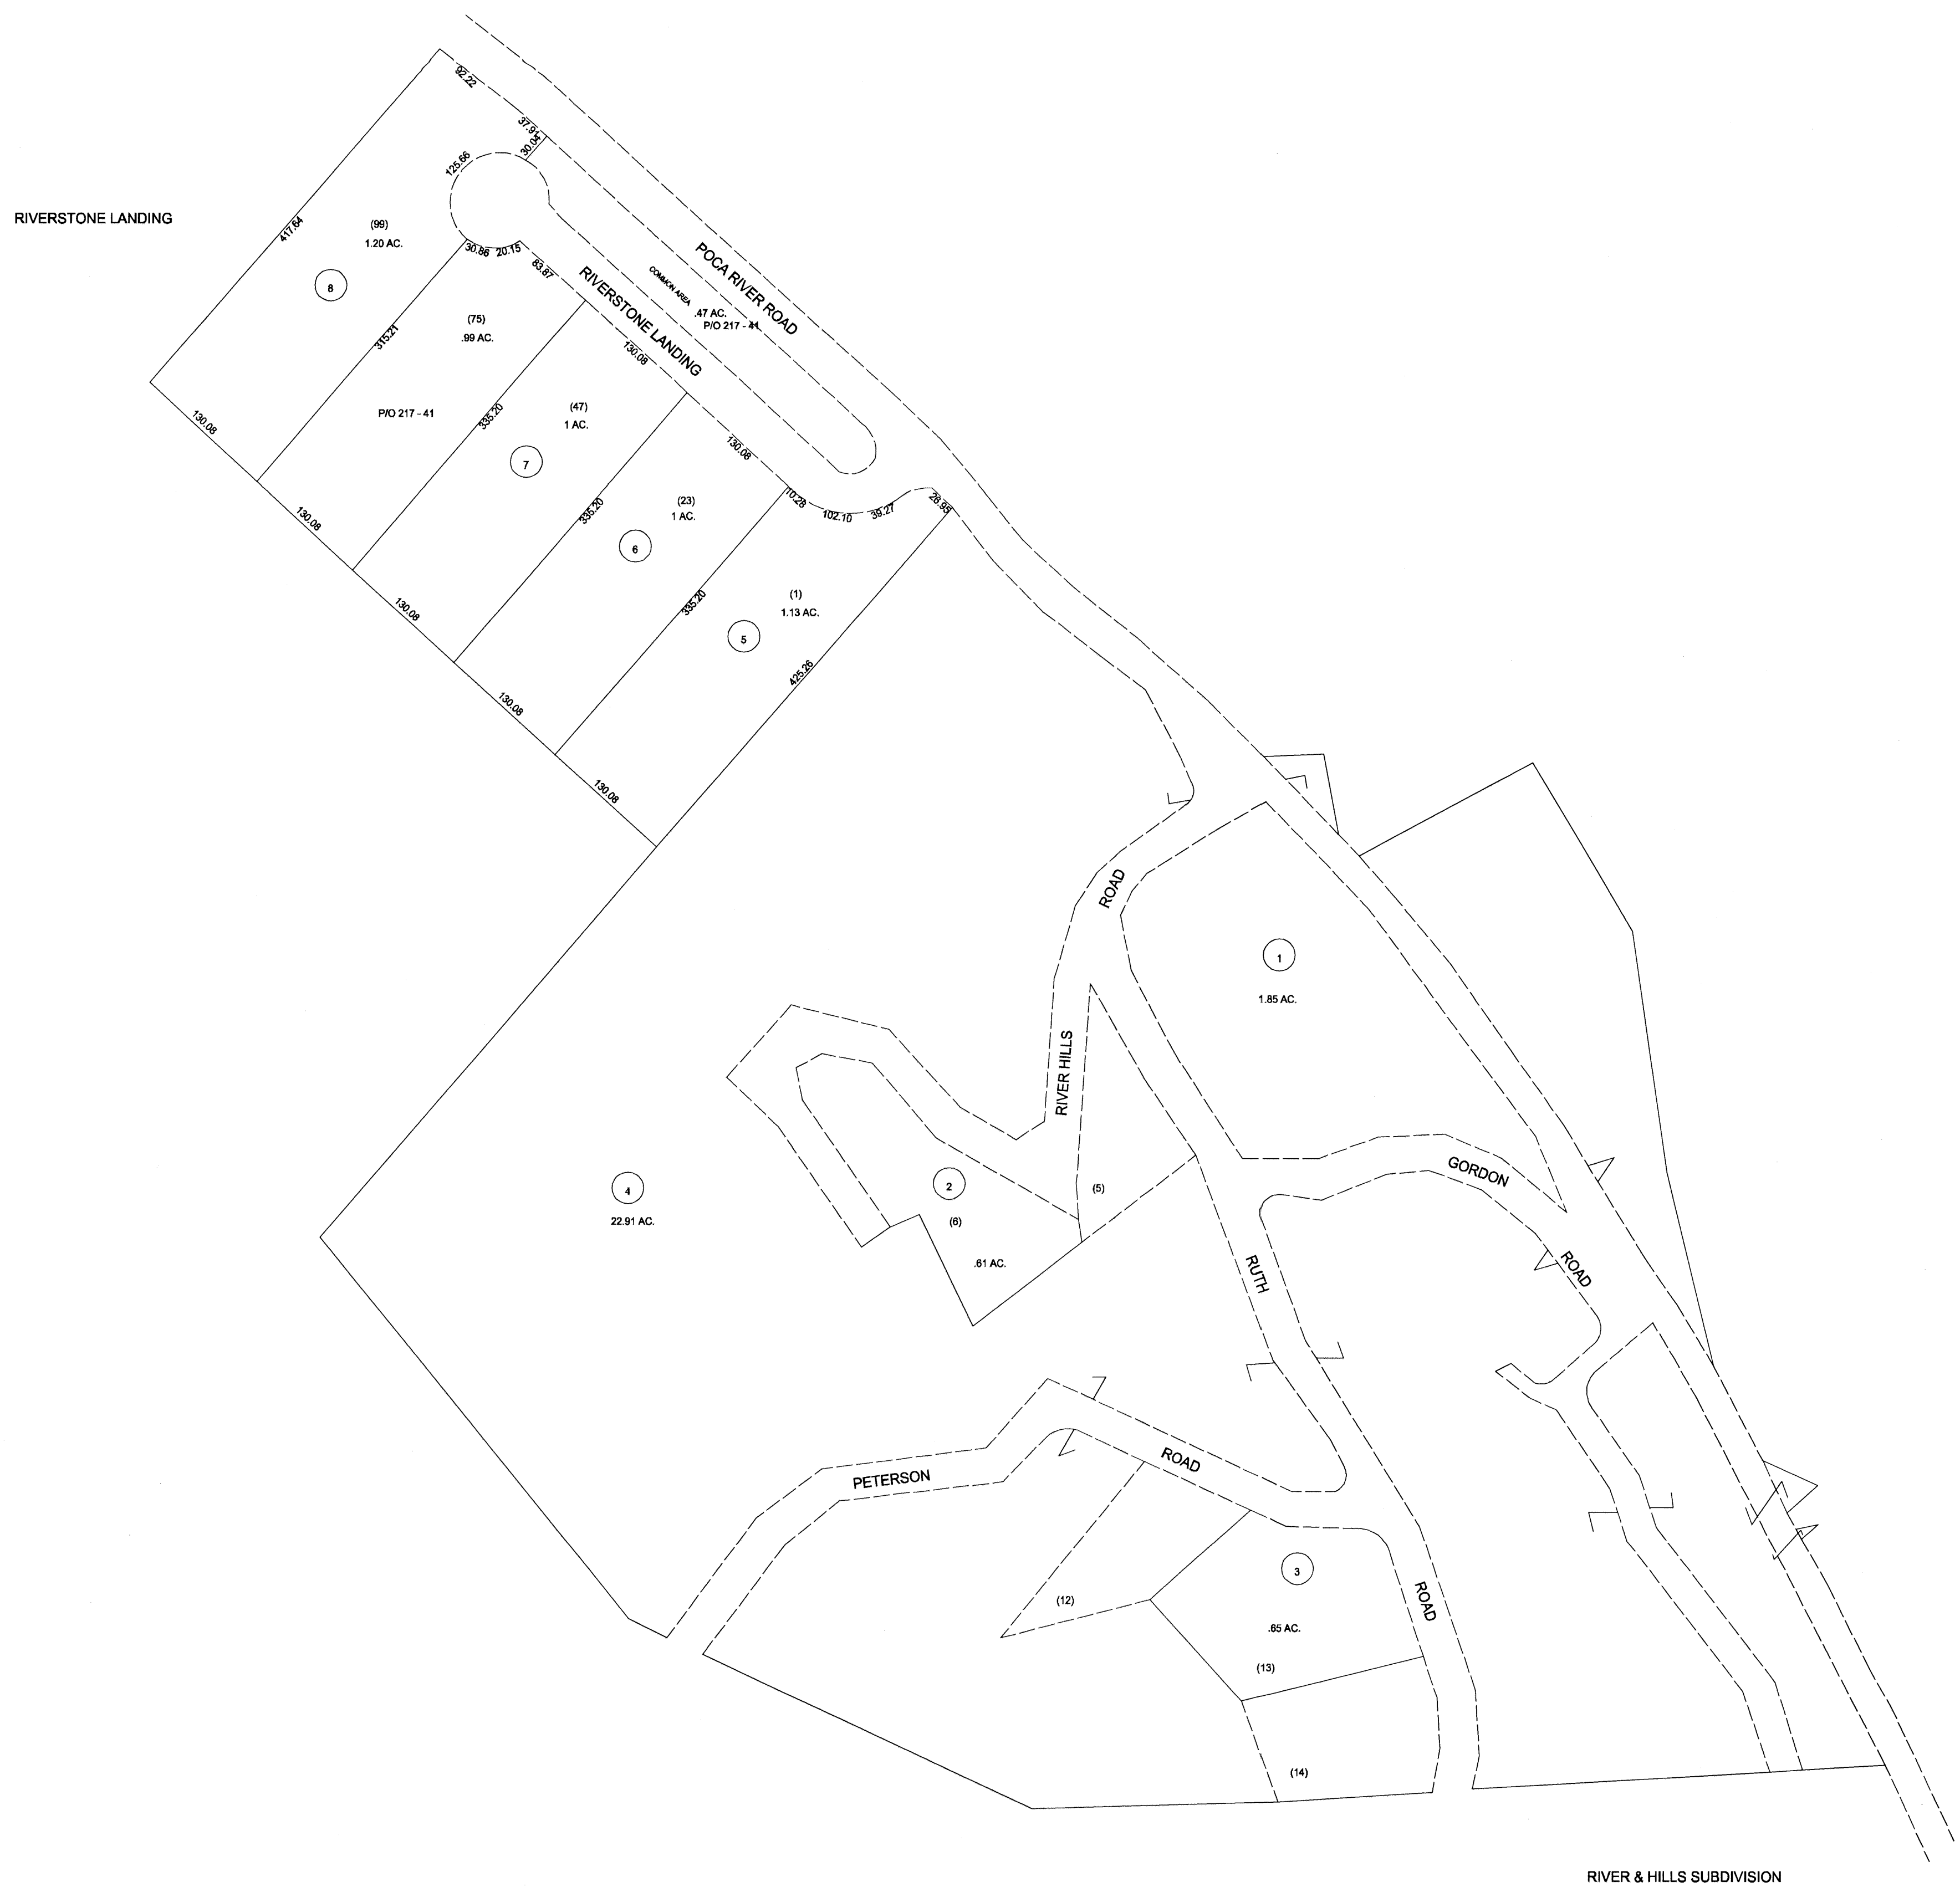 92.22
37.91
30.04
125.66
RIVERSTONE LANDING
417.64
(99)
1.20 AC.
8
30.86
20.15
83.87
RIVERSTONE LANDING
COMMON AREA
.47 AC.
P/O 217 - 41
POCA RIVER ROAD
315.21
(75)
.99 AC.
P/O 217 - 41
130.08
130.08
335.20
(47)
1 AC.
7
130.08
130.08
335.20
(23)
1 AC.
6
10.28
102.10
39.27
26.95
130.08
130.08
335.20
(1)
1.13 AC.
5
425.26
130.08
ROAD
1
1.85 AC.
RIVER HILLS
GORDON
4
22.91 AC.
2
(6)
.61 AC.
(5)
RUTH
ROAD
PETERSON
ROAD
(12)
3
.65 AC.
(13)
ROAD
(14)
RIVER & HILLS SUBDIVISION